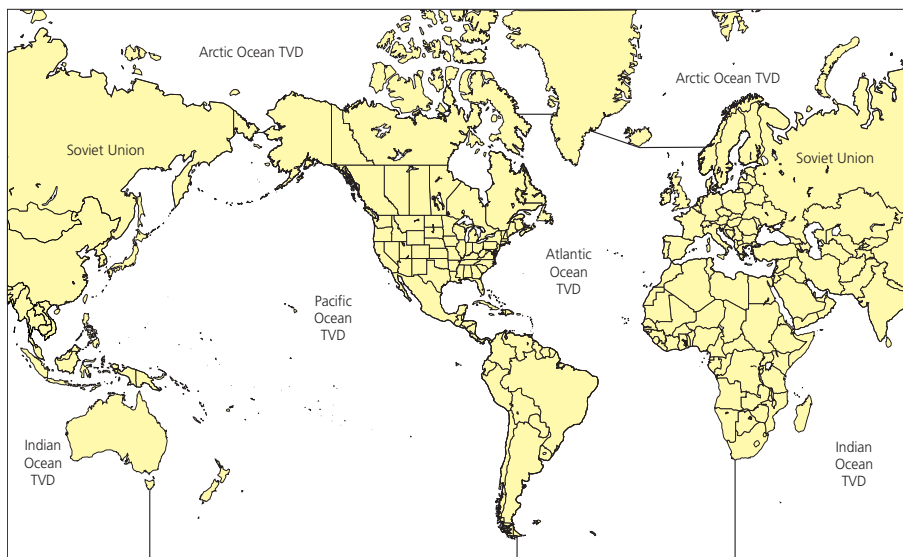 Arctic Ocean TVD
Arctic Ocean TVD
Soviet Union
Soviet Union
Atlantic
Ocean
TVD
Pacific
Ocean
TVD
Indian
Ocean
TVD
Indian
Ocean
TVD